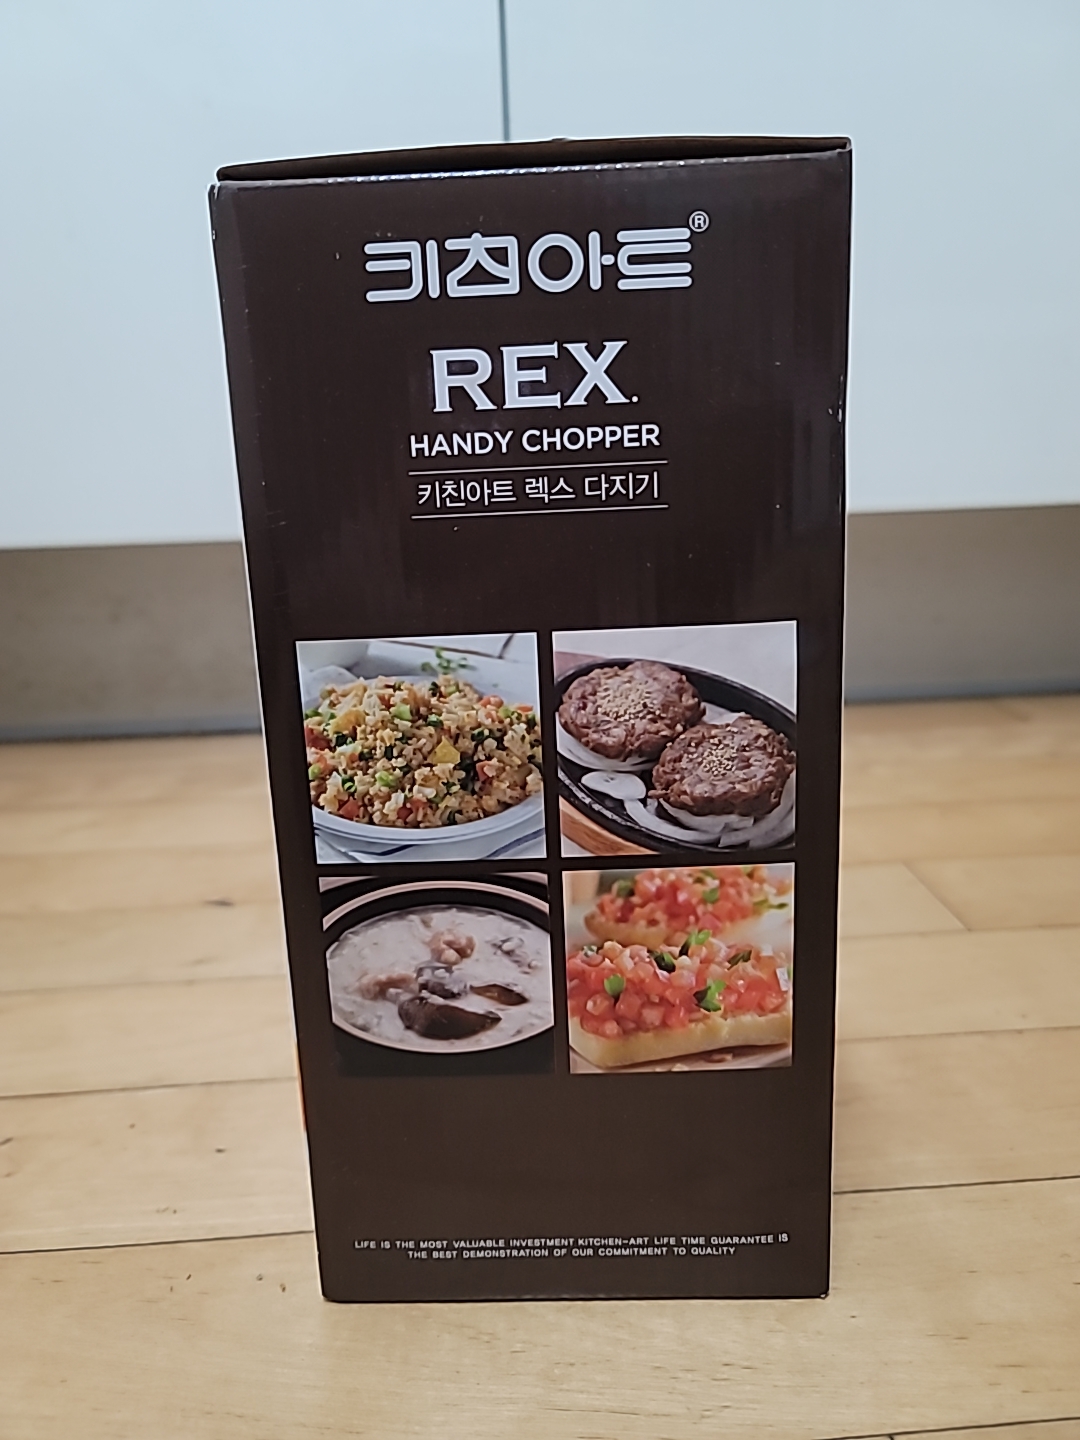 키친아트®
REX.
HANDY CHOPPER
키친아트 렉스 다지기
LIFE IS THE MOST VALUABLE INVESTMENT KITCHEN-ART LIFE TIME GUARANTEE IS
THE BEST DEMONSTRATION OF OUR COMMITMENT TO QUALITY